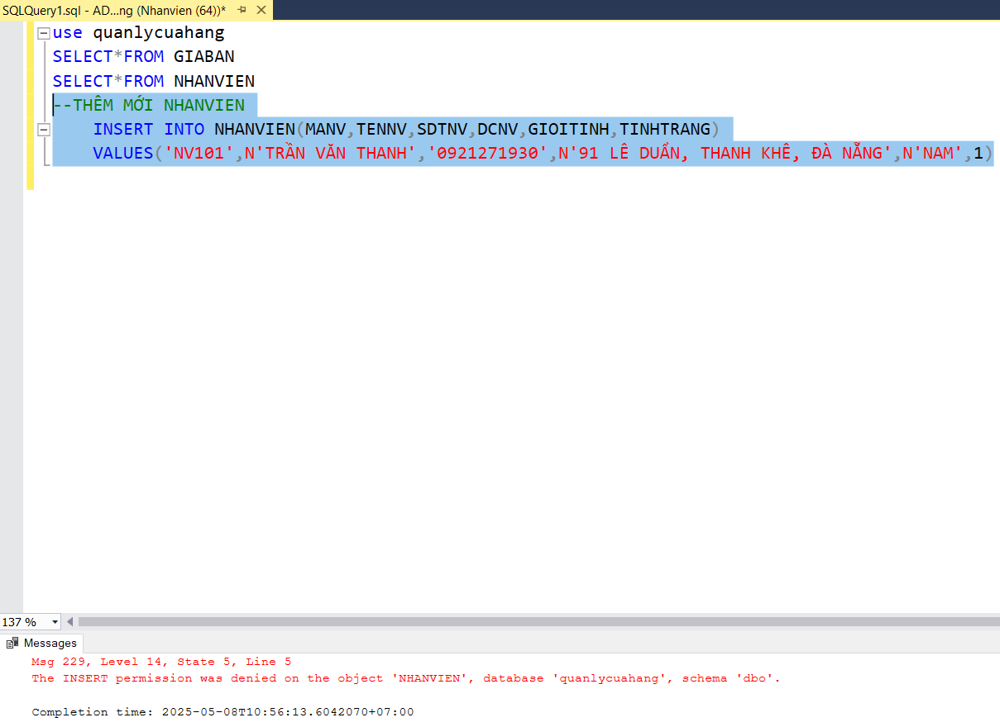 SQLQuery1.sql - AD...ng (Nhanvien (64))*
use quanlycuahang
SELECT*FROM GIABAN
SELECT*FROM NHANVIEN
--THÊM MỚI NHANVIEN
INSERT INTO NHANVIEN(MANV,TENNV,SDTNV,DCNV,GIOITINH,TINHTRANG)
VALUES('NV101',N'TRẦN VĂN THANH','0921271930',N'91 LÊ DUẨN, THANH KHÊ, ĐÀ NẴNG',N'NAM',1)
137 %
Messages
Msg 229, Level 14, State 5, Line 5
The INSERT permission was denied on the object 'NHANVIEN', database 'quanlycuahang', schema 'dbo'.
Completion time: 2025-05-08T10:56:13.6042070+07:00